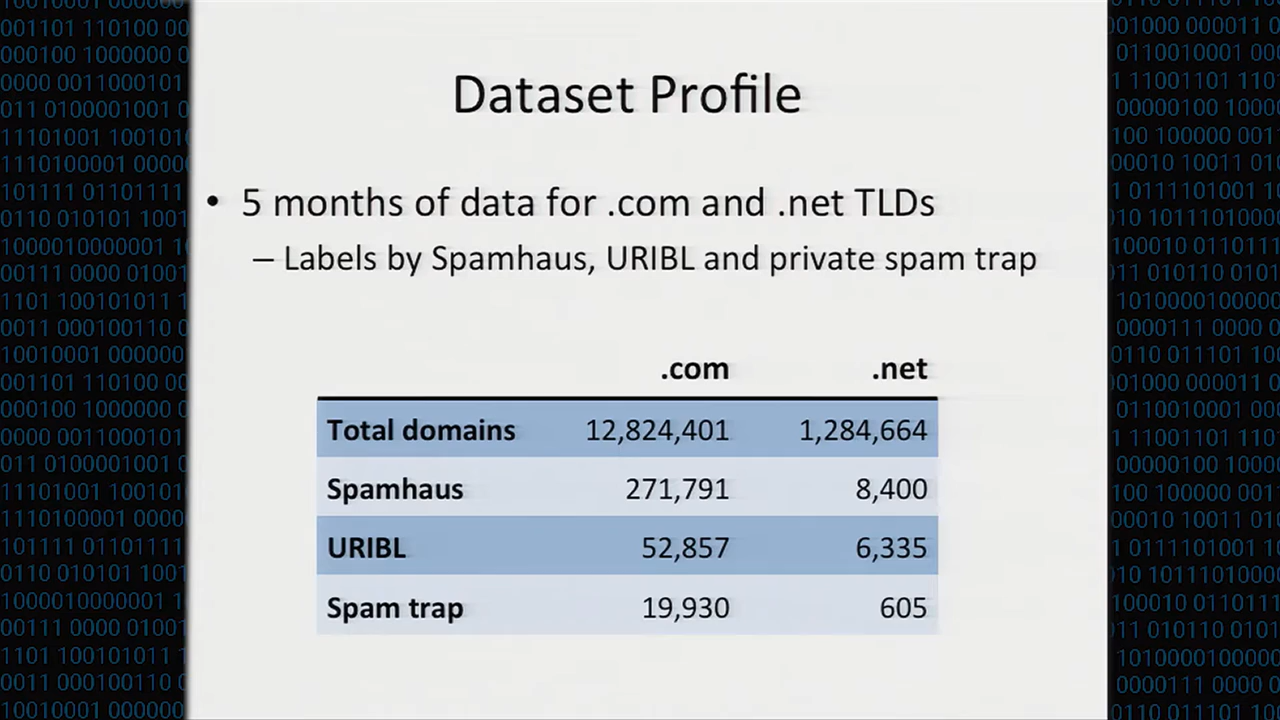 Dataset Profile
• 5 months of data for .com and .net TLDs
– Labels by Spamhaus, URIBL and private spam trap
.com .net
Total domains 12,824,401 1,284,664
Spamhaus 271,791 8,400
URIBL 52,857 6,335
Spam trap 19,930 605